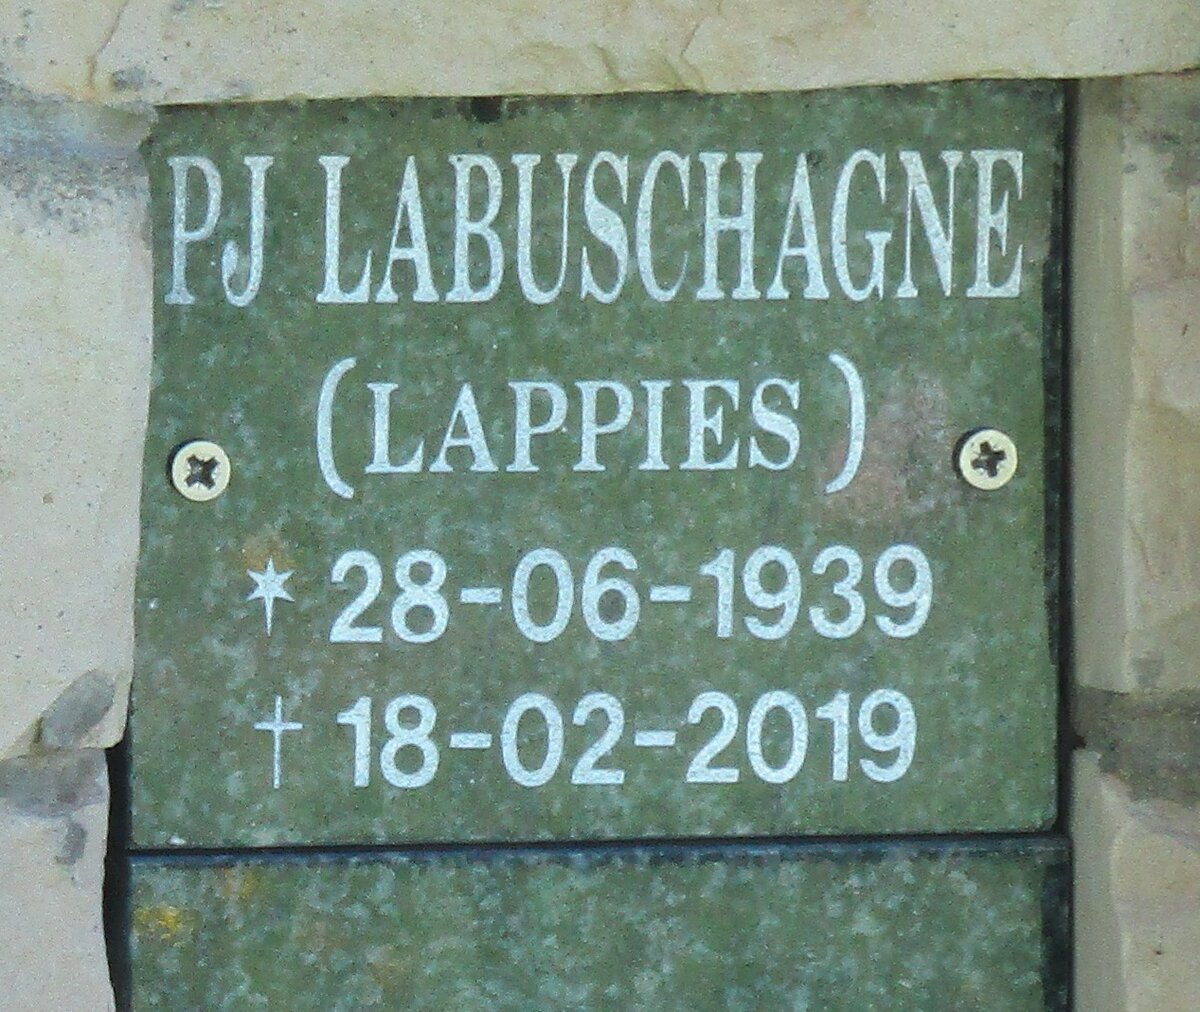 PJ LABUSCHAGNE
(LAPPIES)
* 28-06-1939
† 18-02-2019